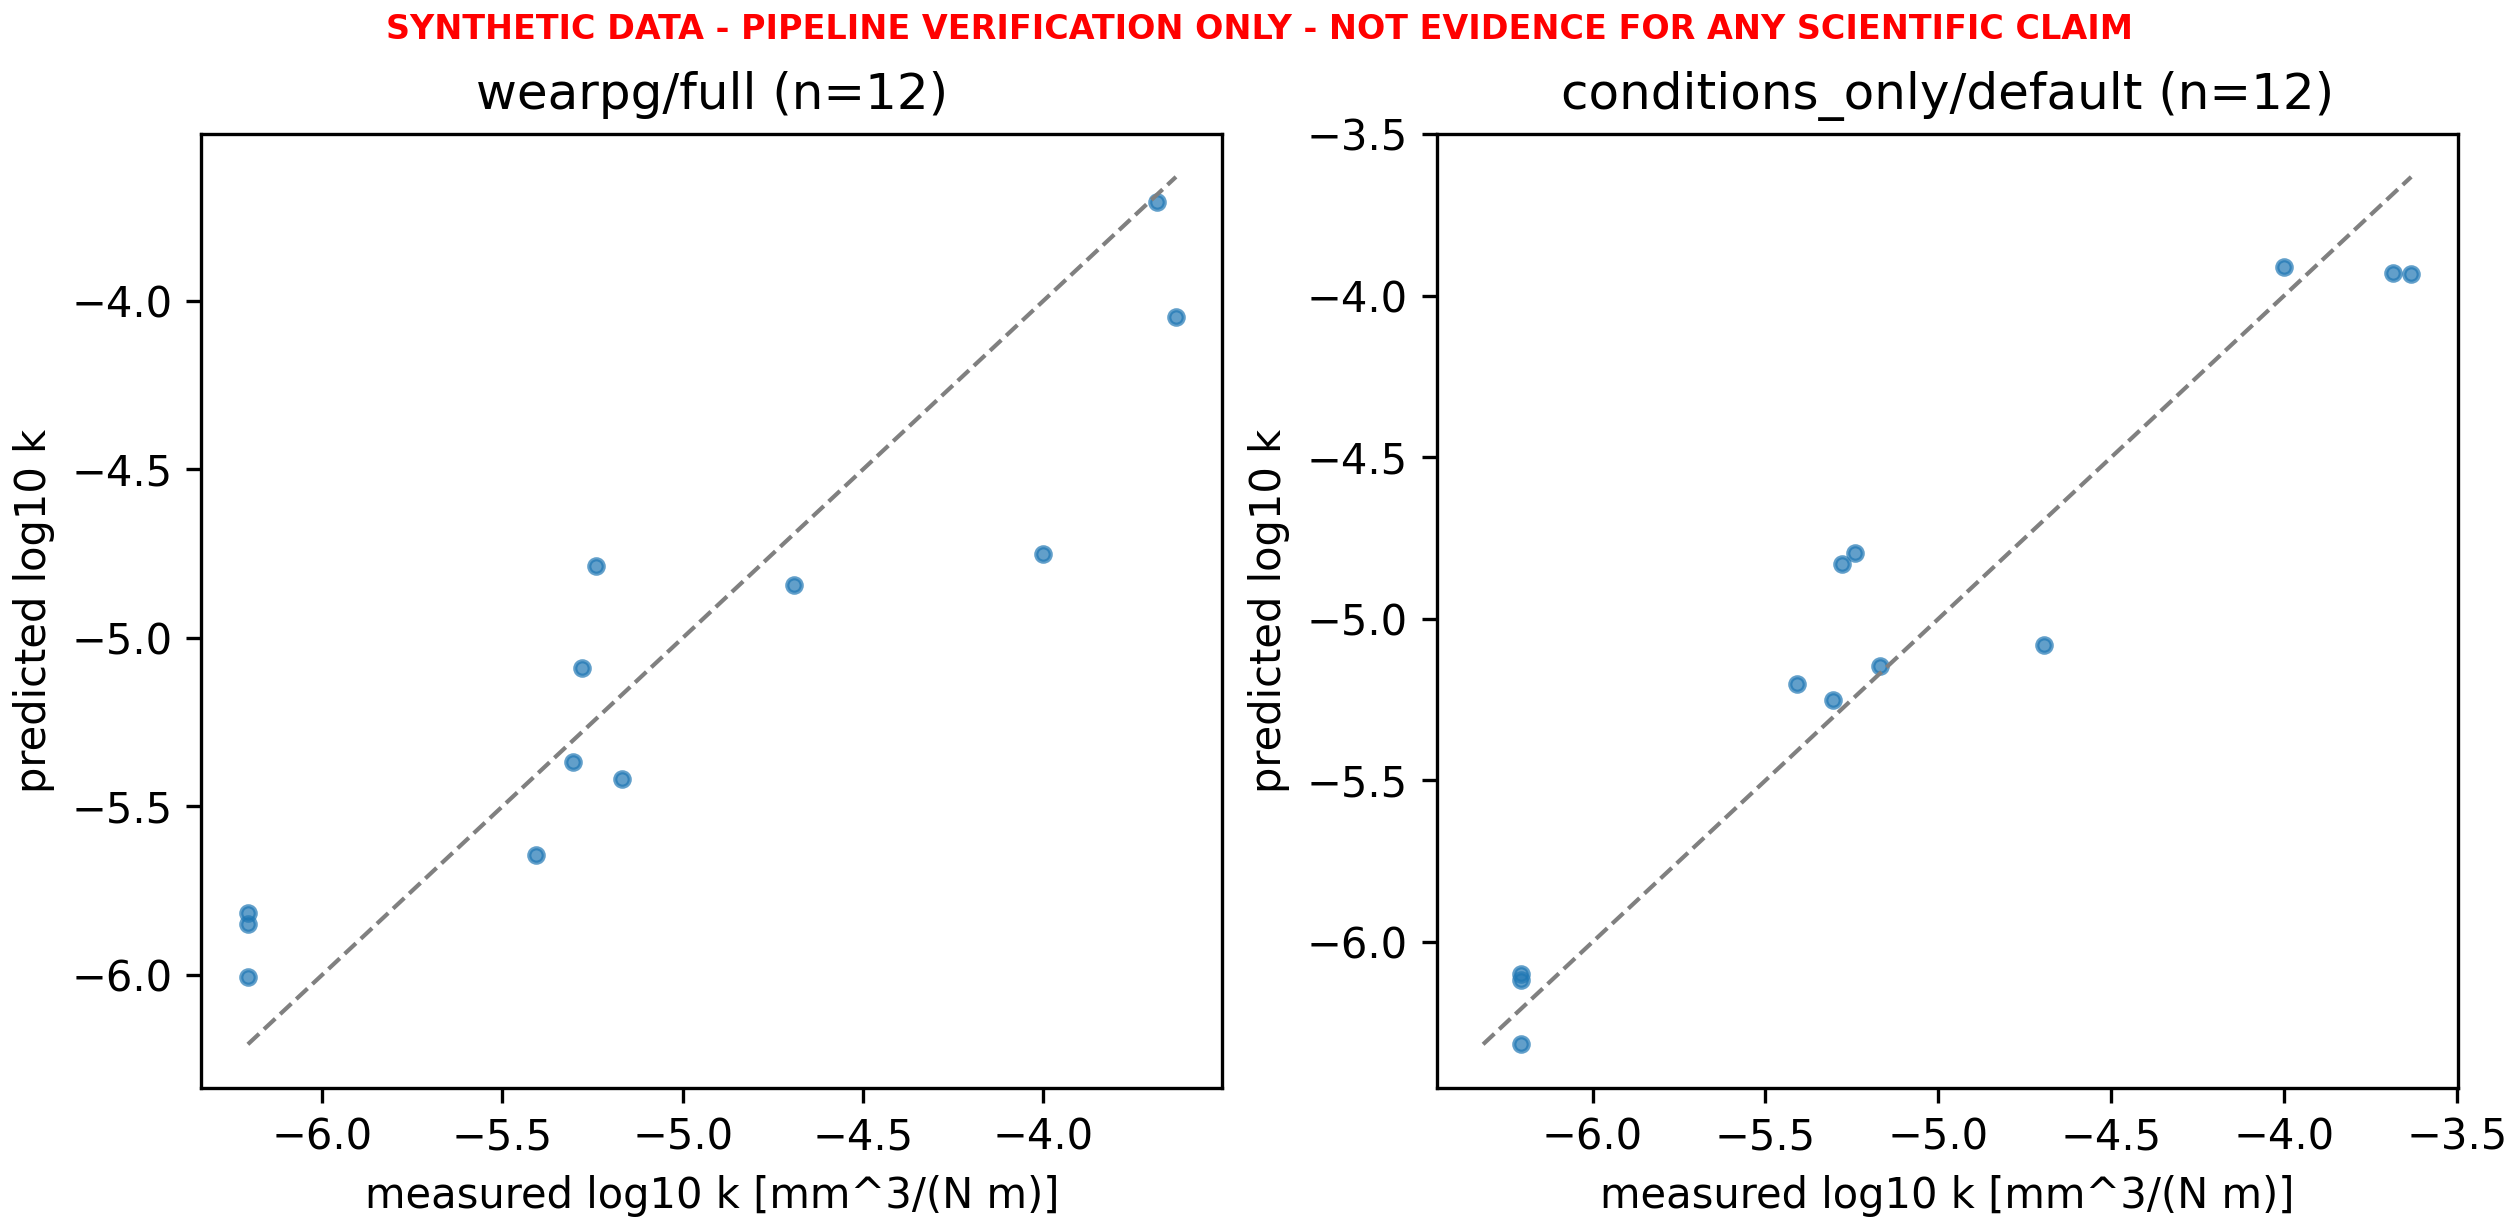 SYNTHETIC DATA - PIPELINE VERIFICATION ONLY - NOT EVIDENCE FOR ANY SCIENTIFIC CLAIM
wearpg/full (n=12)
−4.0
−4.5
−5.0
−5.5
−6.0
predicted log10 k
−6.0 −5.5 −5.0 −4.5 −4.0
measured log10 k [mm^3/(N m)]
conditions_only/default (n=12)
−3.5
−4.0
−4.5
−5.0
−5.5
−6.0
predicted log10 k
−6.0 −5.5 −5.0 −4.5 −4.0 −3.5
measured log10 k [mm^3/(N m)]